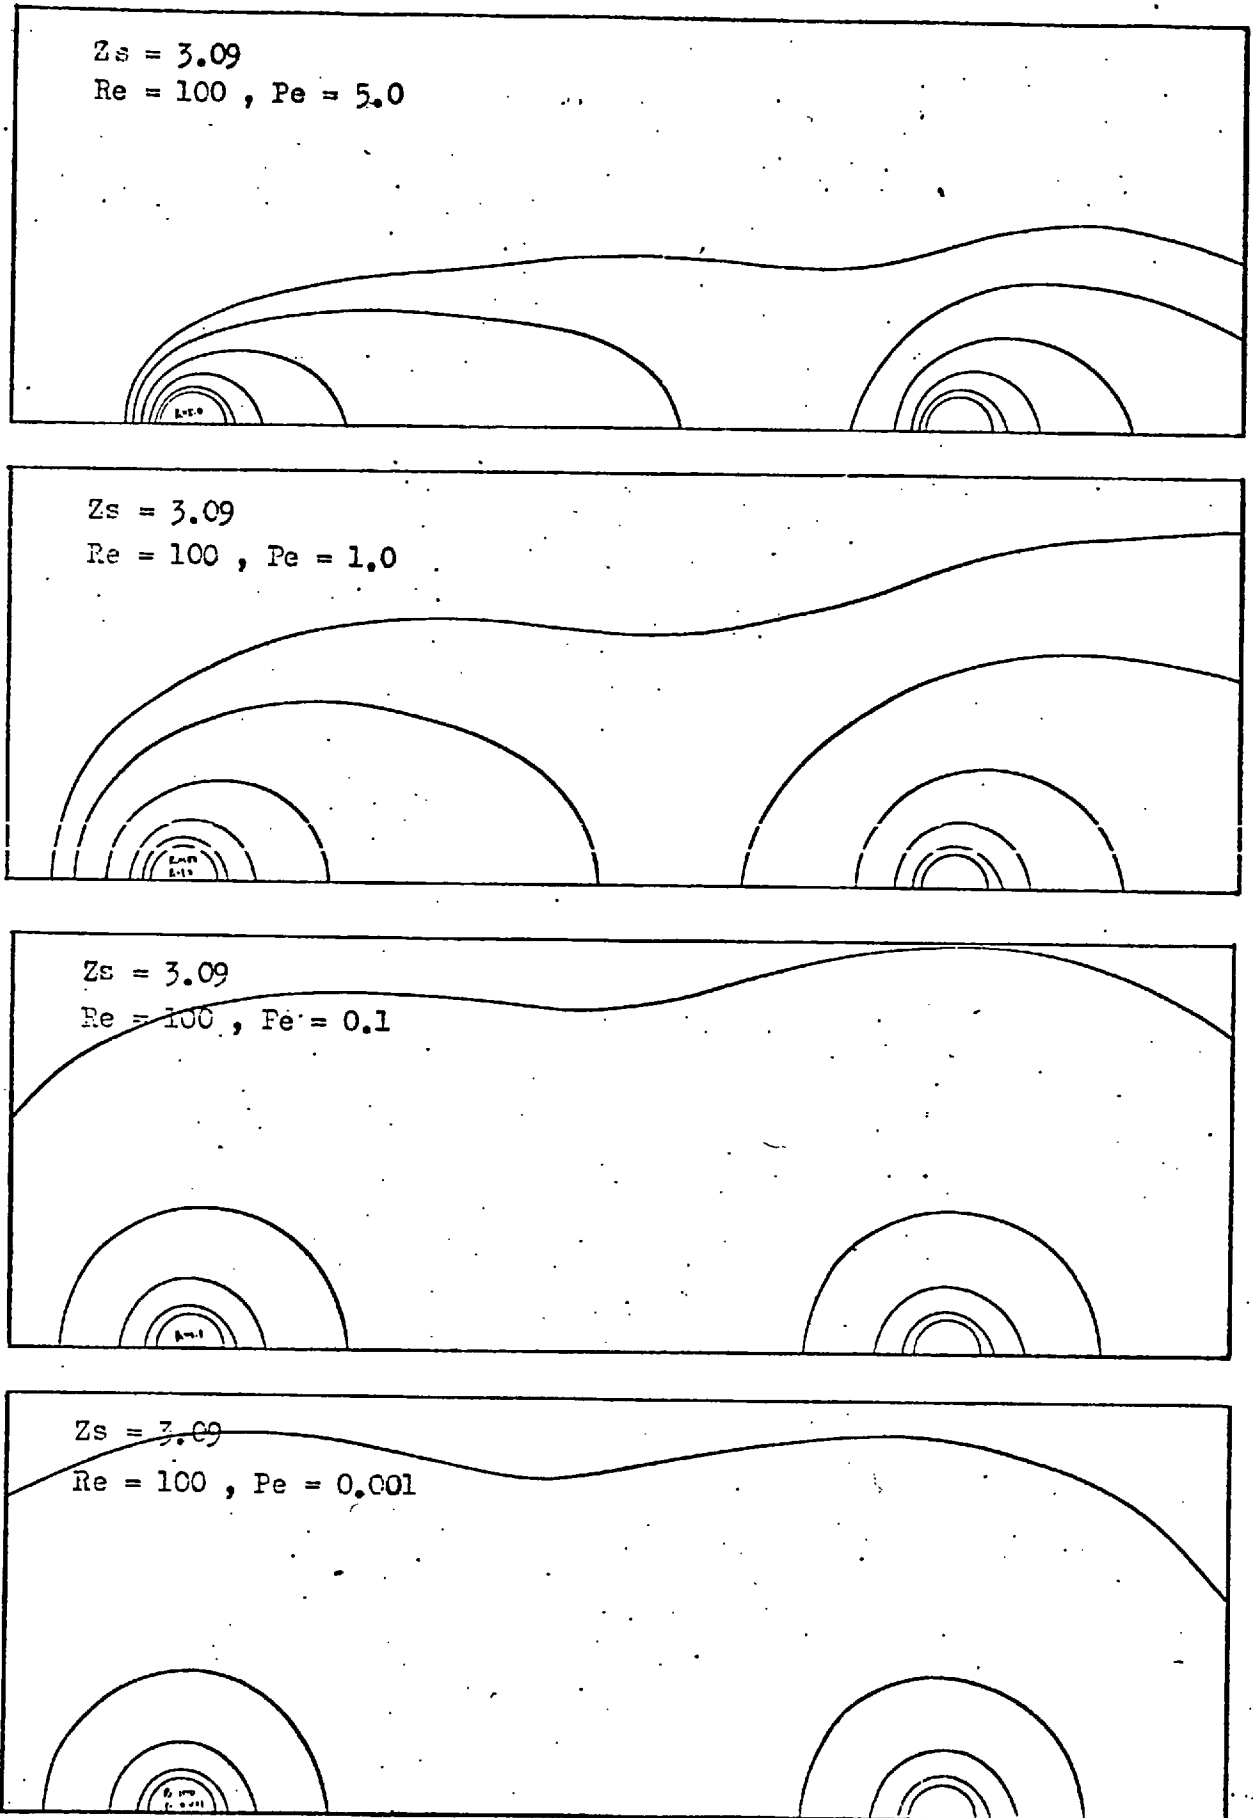 Zs = 3.09
Re = 100 , Pe = 5.0
Zs = 3.09
Re = 100 , Pe = 1.0
Zs = 3.09
Re = 100 , Pe = 0.1
Zs = 3.09
Re = 100 , Pe = 0.001